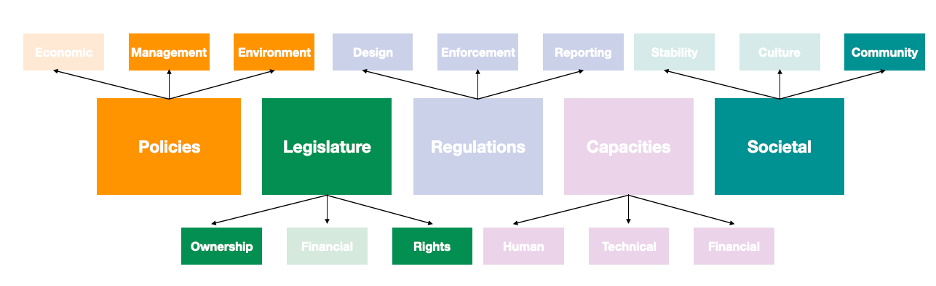 Economic
Management
Environment
Design
Enforcement
Reporting
Stability
Culture
Community
Policies
Legislature
Regulations
Capacities
Societal
Ownership
Financial
Rights
Human
Technical
Financial